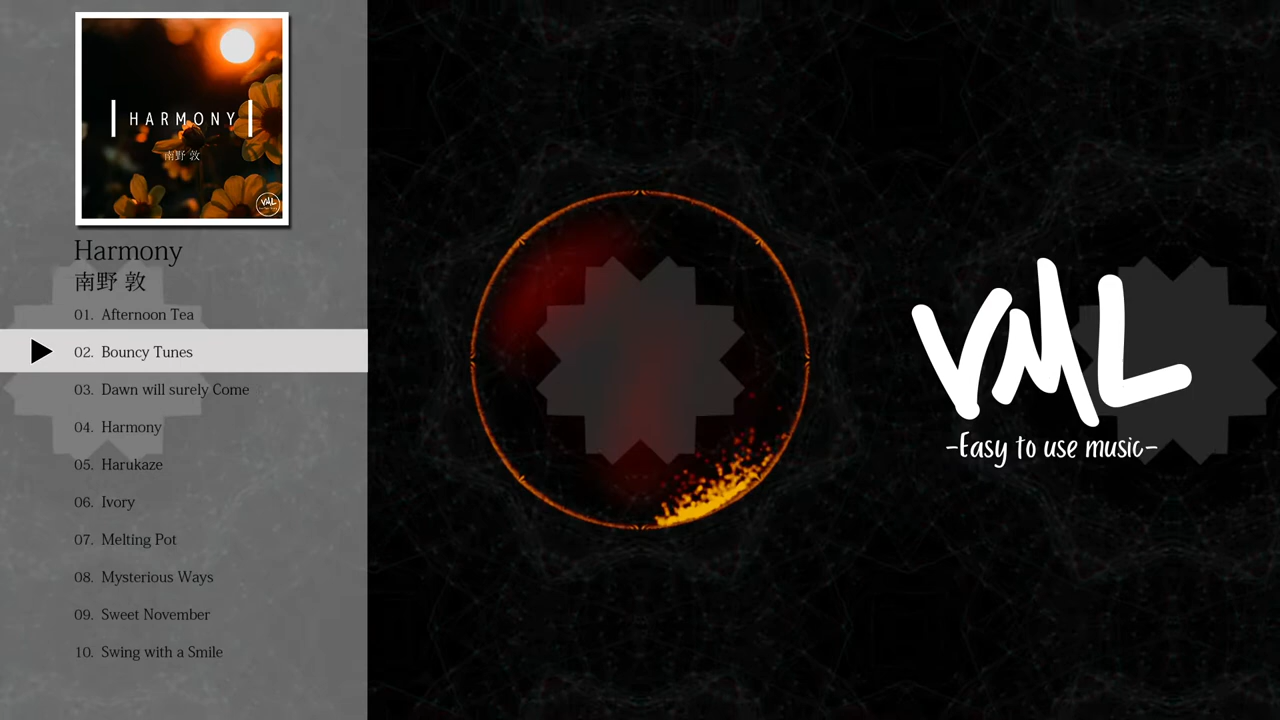 HARMONY
南野 敦
VML
Harmony
南野 敦
01. Afternoon Tea
02. Bouncy Tunes
03. Dawn will surely Come
04. Harmony
05. Harukaze
06. Ivory
07. Melting Pot
08. Mysterious Ways
09. Sweet November
10. Swing with a Smile
VML
-Easy to use music-